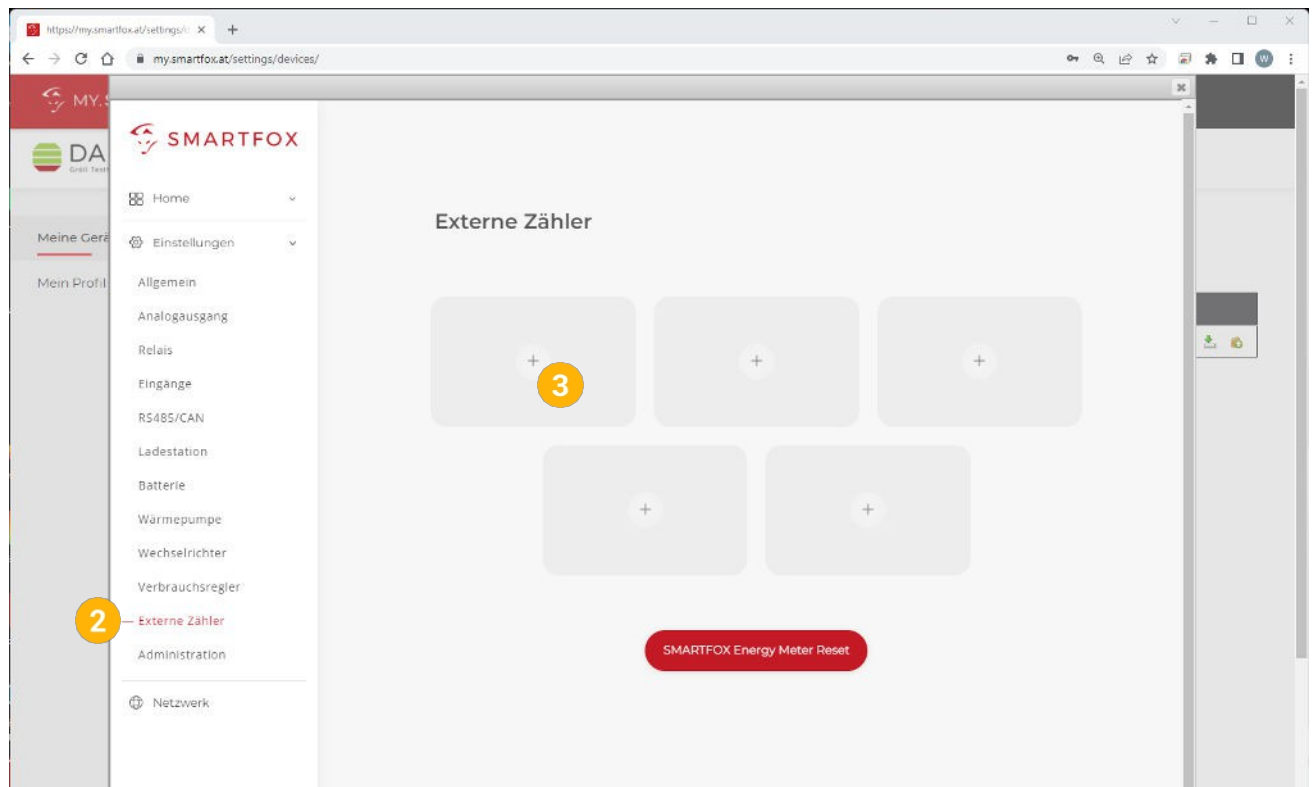 https://my.smartfox.at/settings/
my.smartfox.at/settings/devices/
W
MY.
DA
SMARTFOX
Home
Meine Gerä
Einstellungen
Mein Profil
Allgemein
Analogausgang
Relais
Eingänge
RS485/CAN
Ladestation
Batterie
Wärmepumpe
Wechselrichter
Verbrauchsregler
2
Externe Zähler
Administration
Netzwerk
Externe Zähler
3
SMARTFOX Energy Meter Reset